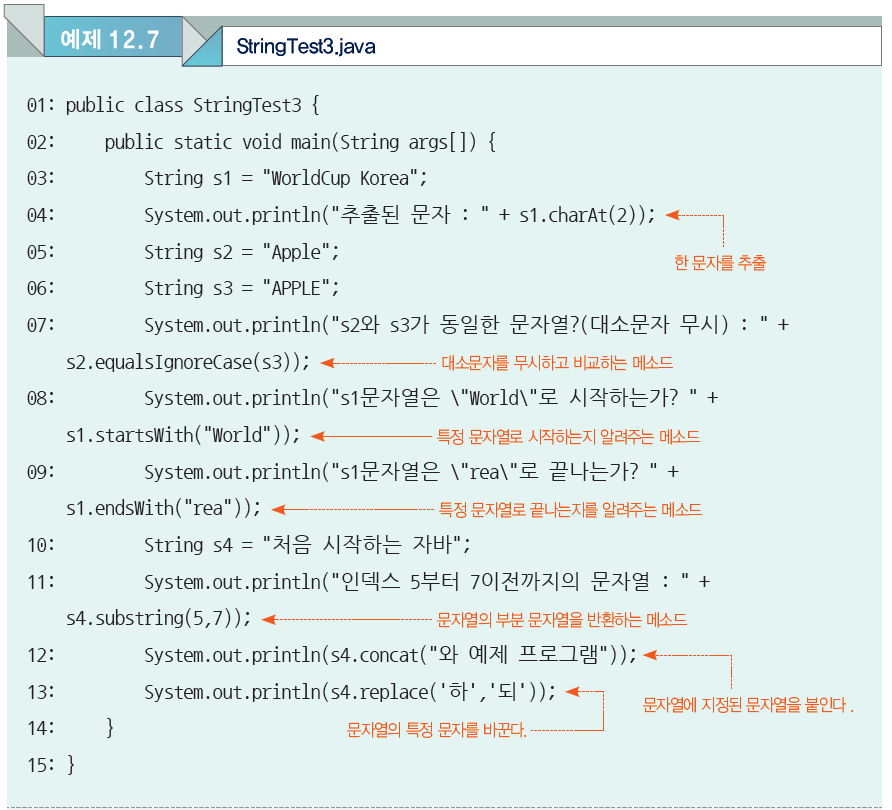 예제 12.7
StringTest3.java
01: public class StringTest3 {
02:     public static void main(String args[]) {
03:         String s1 = "WorldCup Korea";
04:         System.out.println("추출된 문자 : " + s1.charAt(2));
한 문자를 추출
05:         String s2 = "Apple";
06:         String s3 = "APPLE";
07:         System.out.println("s2와 s3가 동일한 문자열?(대소문자 무시) : " +
s2.equalsIgnoreCase(s3)); 대소문자를 무시하고 비교하는 메소드
08:         System.out.println("s1문자열은 \"World\"로 시작하는가? " +
s1.startsWith("World")); 특정 문자열로 시작하는지 알려주는 메소드
09:         System.out.println("s1문자열은 \"rea\"로 끝나는가? " +
s1.endsWith("rea")); 특정 문자열로 끝나는지를 알려주는 메소드
10:         String s4 = "처음 시작하는 자바";
11:         System.out.println("인덱스 5부터 7이전까지의 문자열 : " +
s4.substring(5,7)); 문자열의 부분 문자열을 반환하는 메소드
12:         System.out.println(s4.concat("와 예제 프로그램"));
13:         System.out.println(s4.replace('하','되'));
문자열에 지정된 문자열을 붙인다.
14:     } 문자열의 특정 문자를 바꾼다.
15: }